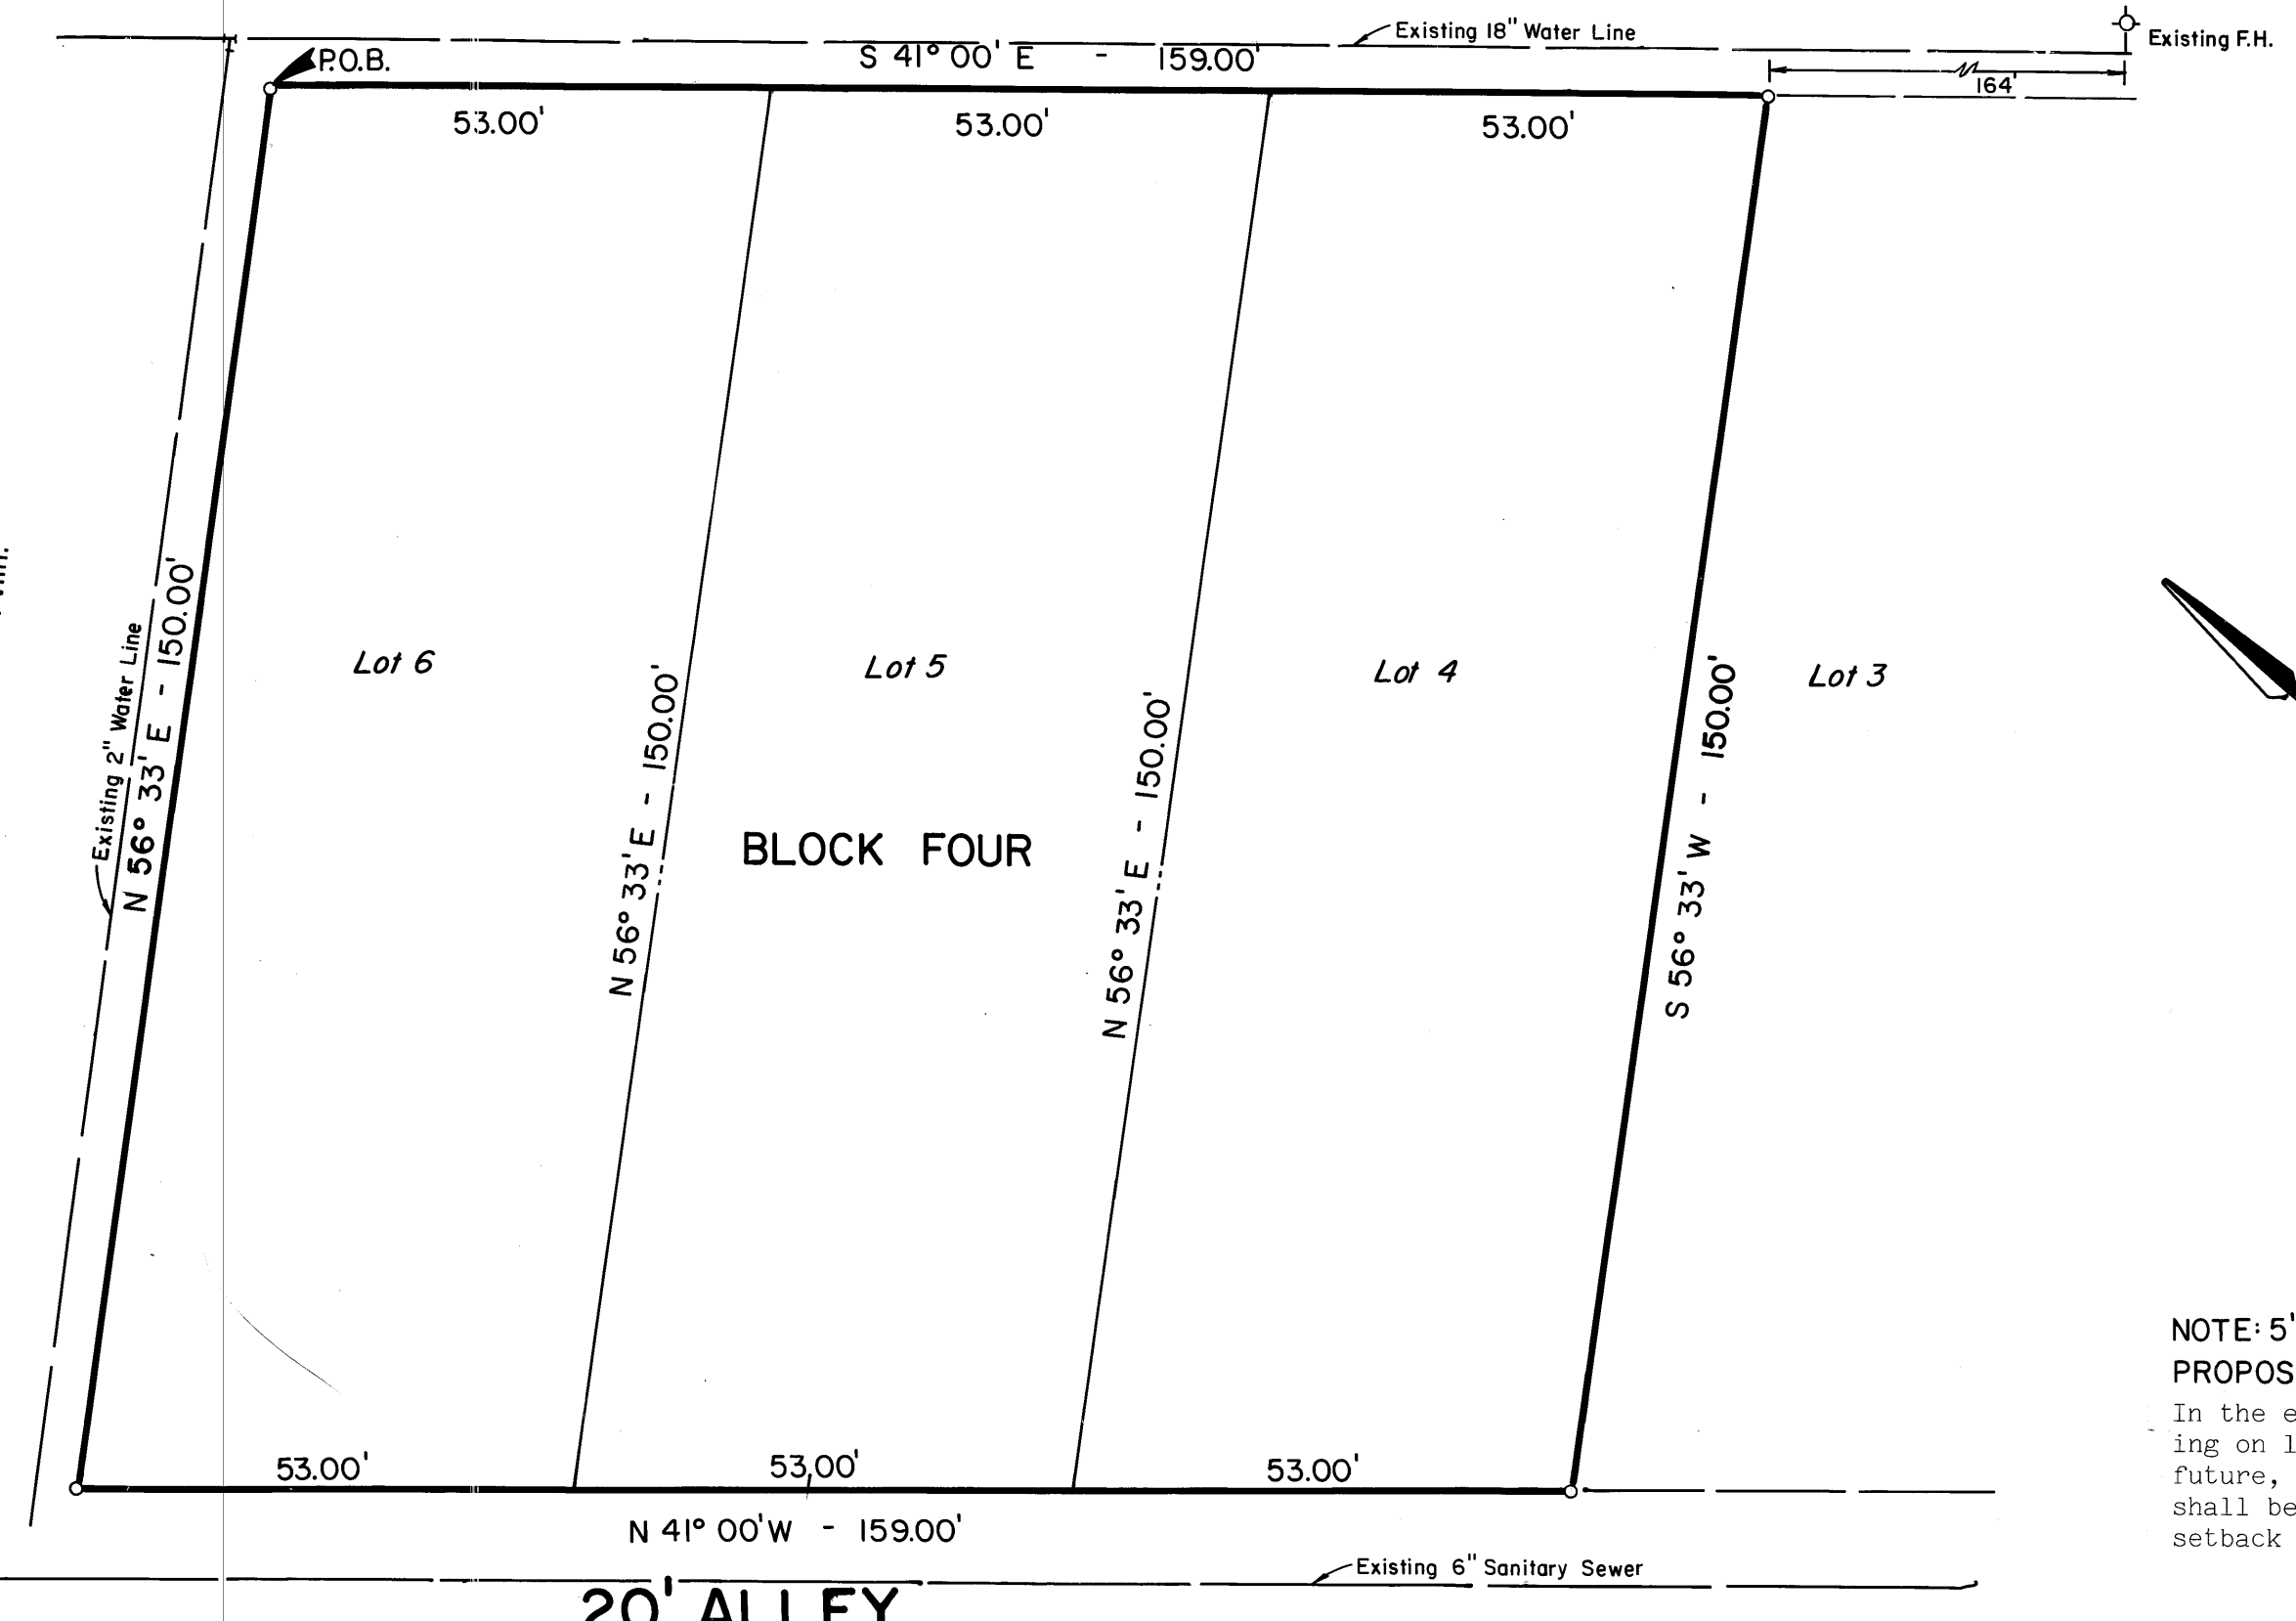 Existing 18" Water Line
Existing F.H.
P.O.B.
S 41° 00' E - 159.00'
164'
53.00'
53.00'
53.00'
Existing 2" Water Line
N 56° 33' E - 150.00'
Lot 6
N 56° 33' E - 150.00'
Lot 5
N 56° 33' E - 150.00'
Lot 4
S 56° 33' W - 150.00'
Lot 3
BLOCK FOUR
NOTE: 5'
PROPOS
In the e
ing on l
future,
shall be
setback
53.00'
53.00'
53.00'
N 41° 00' W - 159.00'
Existing 6" Sanitary Sewer
20' ALLEY